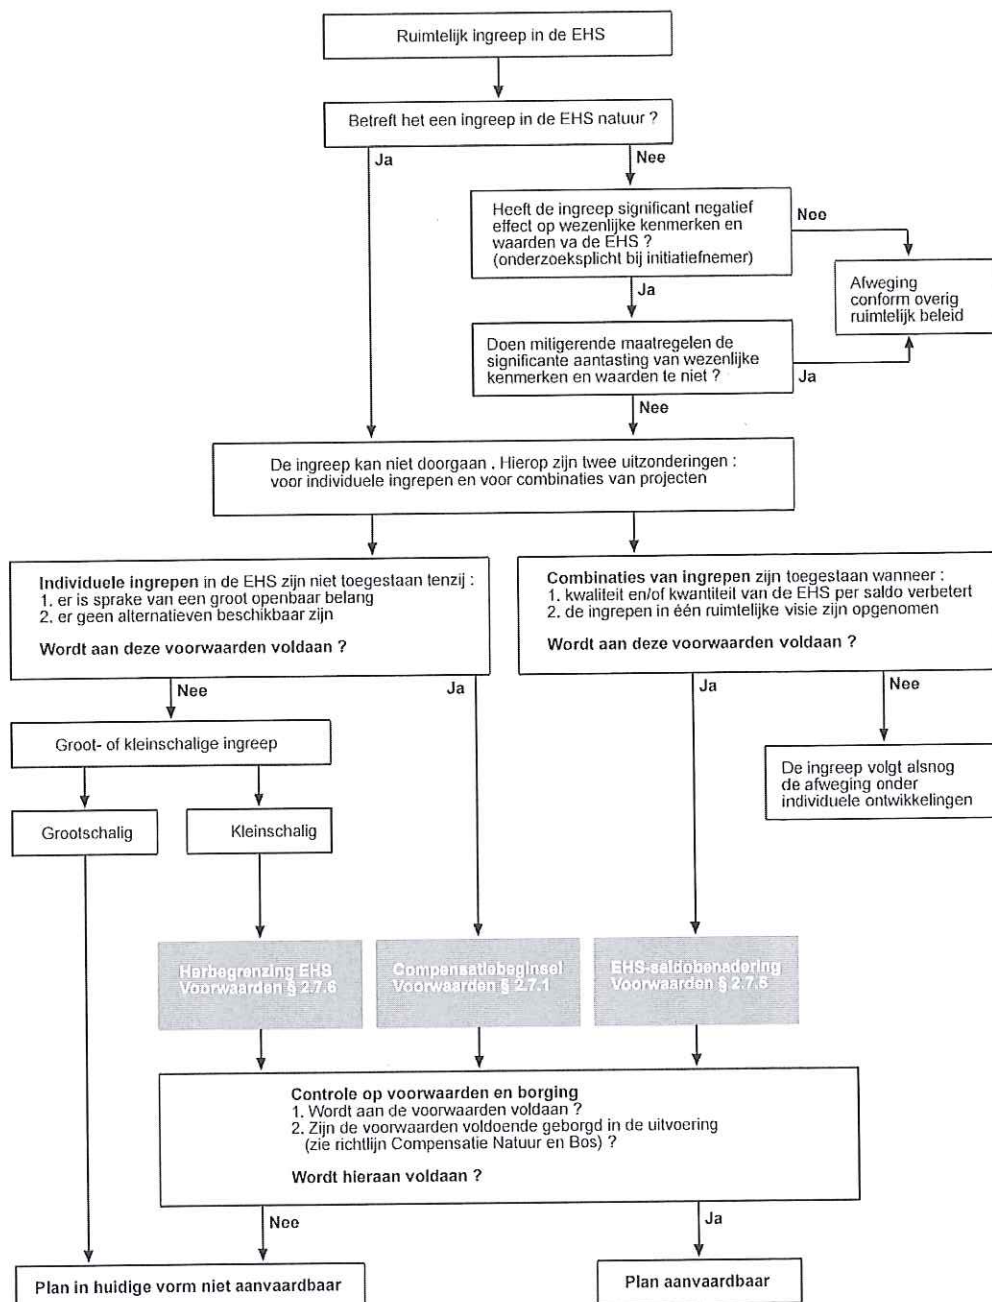 Ruimtelijk ingreep in de EHS
Betreft het een ingreep in de EHS natuur ?
Ja
Nee
Heeft de ingreep significant negatief
effect op wezenlijke kenmerken en
waarden va de EHS ?
(onderzoeksplicht bij initiatiefnemer)
Nee
Ja
Afweging
conform overig
ruimtelijk beleid
Doen mitigerende maatregelen de
significante aantasting van wezenlijke
kenmerken en waarden te niet ?
Ja
Nee
De ingreep kan niet doorgaan . Hierop zijn twee uitzonderingen :
voor individuele ingrepen en voor combinaties van projecten
Individuele ingrepen in de EHS zijn niet toegestaan tenzij :
1. er is sprake van een groot openbaar belang
2. er geen alternatieven beschikbaar zijn
Wordt aan deze voorwaarden voldaan ?
Combinaties van ingrepen zijn toegestaan wanneer :
1. kwaliteit en/of kwantiteit van de EHS per saldo verbetert
2. de ingrepen in één ruimtelijke visie zijn opgenomen
Wordt aan deze voorwaarden voldaan ?
Nee
Ja
Ja
Nee
Groot- of kleinschalige ingreep
De ingreep volgt alsnog
de afweging onder
individuele ontwikkelingen
Grootschalig
Kleinschalig
Herbegrenzing EHS
Voorwaarden § 2.7.6
Compensatiebeginsel
Voorwaarden § 2.7.1
EHS-saldobenadering
Voorwaarden § 2.7.5
Controle op voorwaarden en borging
1. Wordt aan de voorwaarden voldaan ?
2. Zijn de voorwaarden voldoende geborgd in de uitvoering
(zie richtlijn Compensatie Natuur en Bos) ?
Wordt hieraan voldaan ?
Nee
Ja
Plan in huidige vorm niet aanvaardbaar
Plan aanvaardbaar